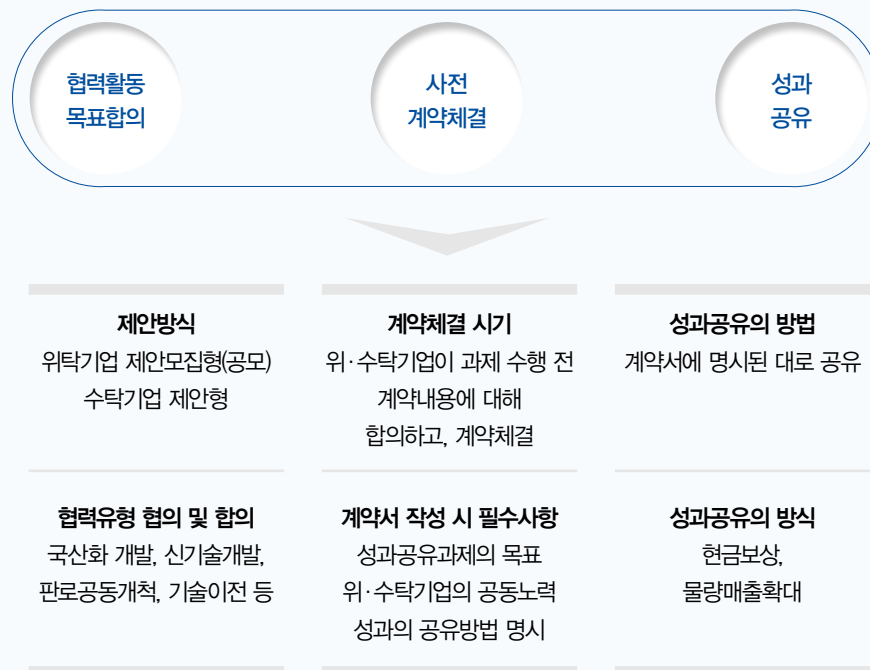 협력활동
목표합의
사전
계약체결
성과
공유
제안방식
위탁기업 제안모집형(공모)
수탁기업 제안형
계약체결 시기
위·수탁기업이 과제 수행 전
계약내용에 대해
합의하고, 계약체결
성과공유의 방법
계약서에 명시된 대로 공유
협력유형 협의 및 합의
국산화 개발, 신기술개발,
판로공동개척, 기술이전 등
계약서 작성 시 필수사항
성과공유과제의 목표
위·수탁기업의 공동노력
성과의 공유방법 명시
성과공유의 방식
현금보상,
물량매출확대